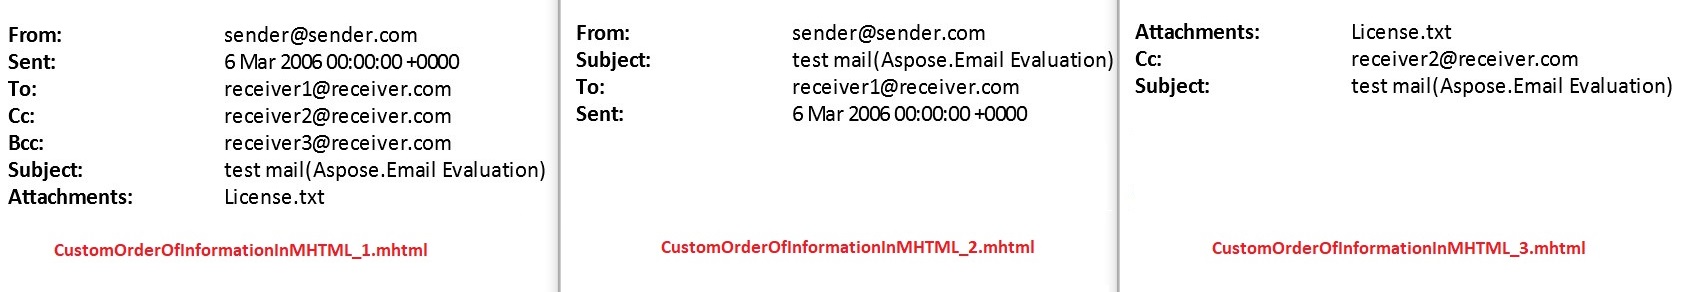 From: sender@sender.com
Sent: 6 Mar 2006 00:00:00 +0000
To: receiver1@receiver.com
Cc: receiver2@receiver.com
Bcc: receiver3@receiver.com
Subject: test mail(Aspose.Email Evaluation)
Attachments: License.txt
CustomOrderOfInformationInMHTML_1.mhtml
From: sender@sender.com
Subject: test mail(Aspose.Email Evaluation)
To: receiver1@receiver.com
Sent: 6 Mar 2006 00:00:00 +0000
CustomOrderOfInformationInMHTML_2.mhtml
Attachments: License.txt
Cc: receiver2@receiver.com
Subject: test mail(Aspose.Email Evaluation)
CustomOrderOfInformationInMHTML_3.mhtml